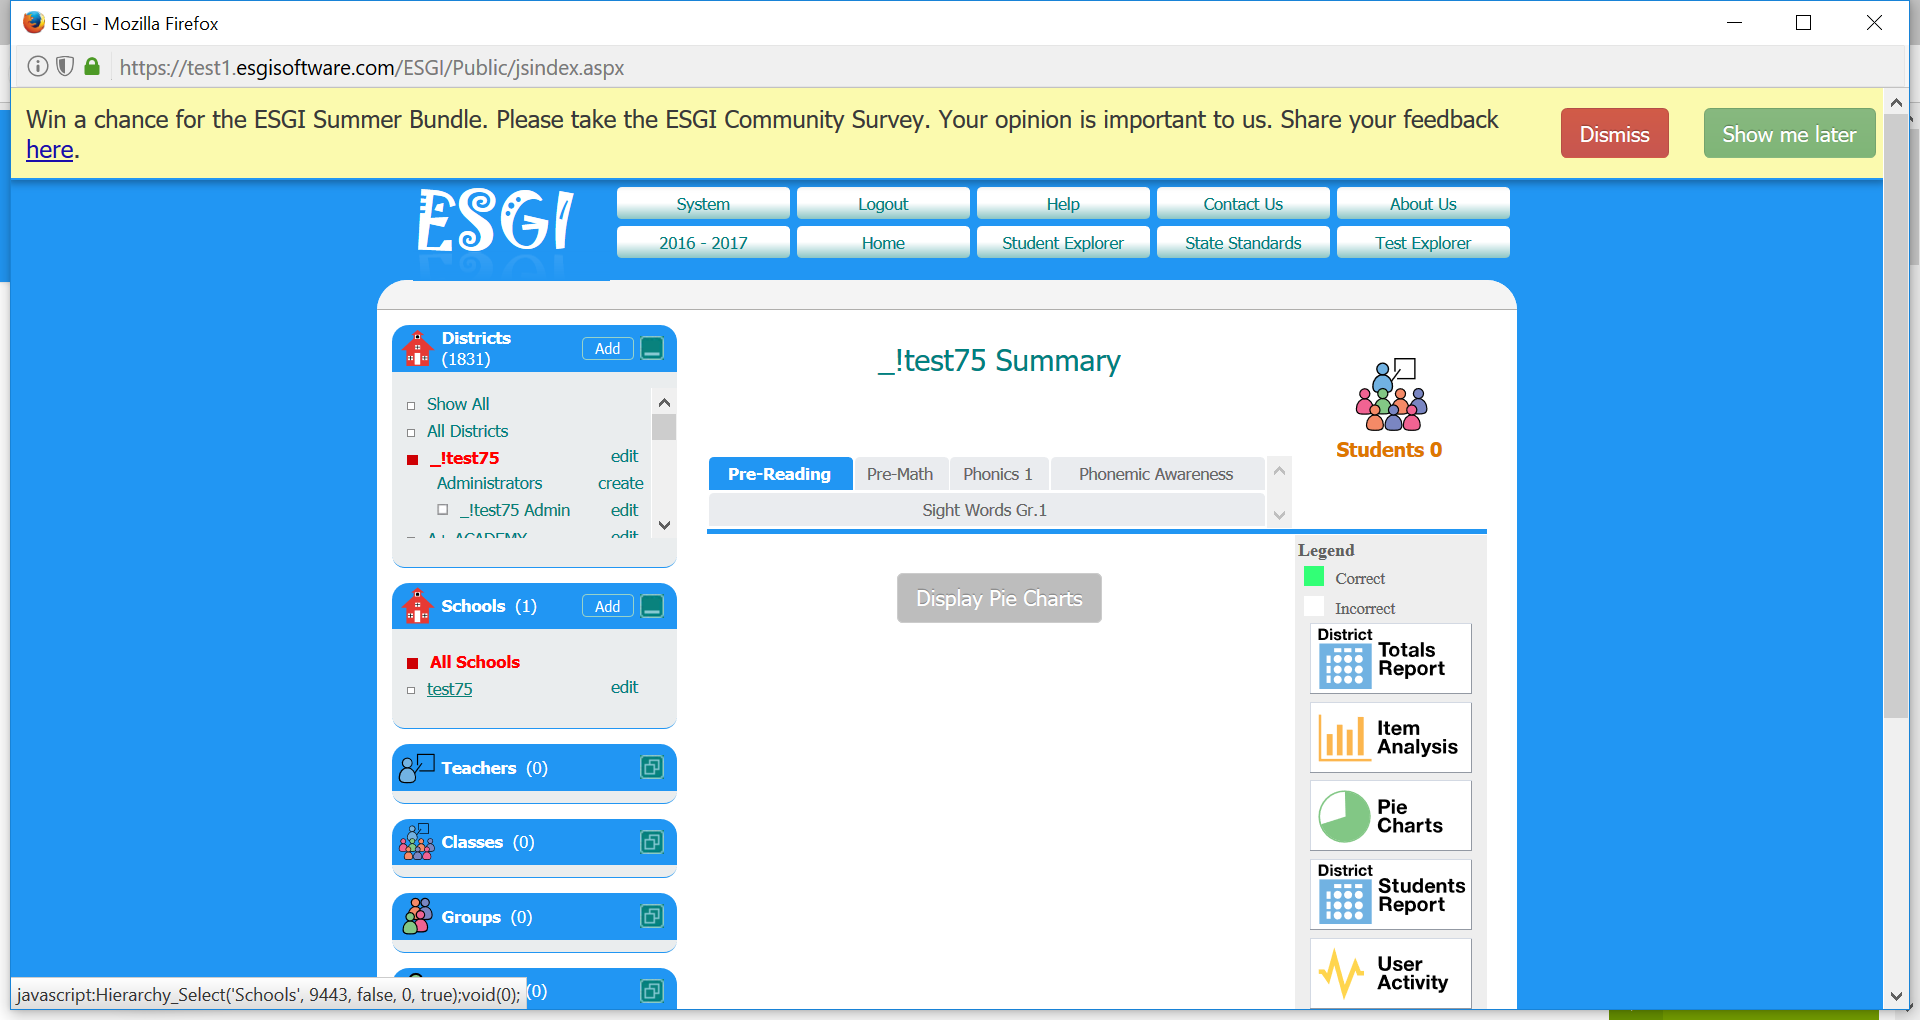 ESGI - Mozilla Firefox
https://test1.esgisoftware.com/ESGI/Public/jsindex.aspx
Win a chance for the ESGI Summer Bundle. Please take the ESGI Community Survey. Your opinion is important to us. Share your feedback
here.
Dismiss
Show me later
ESGI
System
Logout
Help
Contact Us
About Us
2016 - 2017
Home
Student Explorer
State Standards
Test Explorer
Districts
(1831)
Add
Show All
All Districts
_!test75 edit
Administrators create
_!test75 Admin edit
A+ ACADEMY edit
Schools (1)
Add
All Schools
test75 edit
Teachers (0)
Classes (0)
Groups (0)
(0)
_!test75 Summary
Students 0
Pre-Reading
Pre-Math
Phonics 1
Phonemic Awareness
Sight Words Gr.1
Display Pie Charts
Legend
Correct
Incorrect
District
Totals
Report
Item
Analysis
Pie
Charts
District
Students
Report
User
Activity
javascript:Hierarchy_Select('Schools', 9443, false, 0, true);void(0);